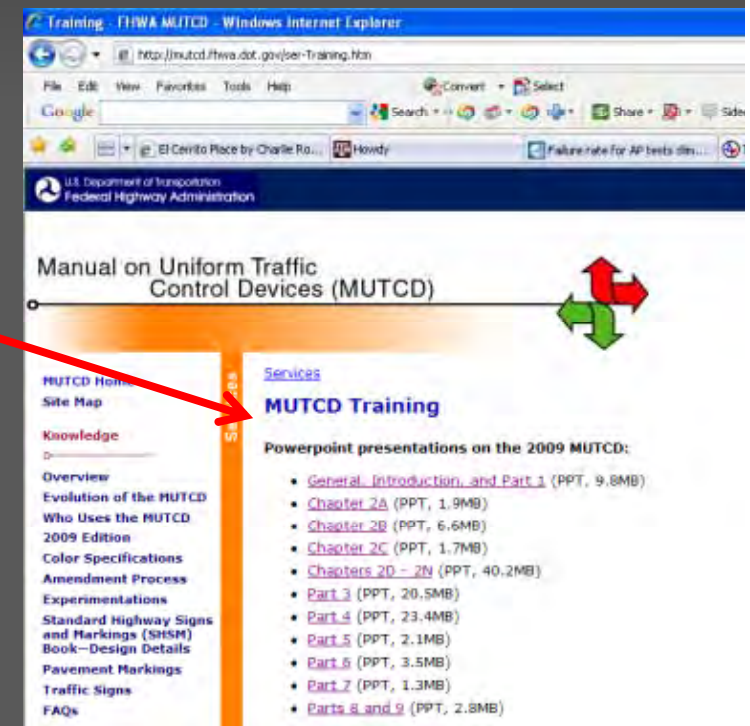 Training - FHWA MUTCD - Windows Internet Explorer
http://mutcd.fhwa.dot.gov/ser-Training.htm
File Edit View Favorites Tools Help Convert Select
Google Search Share Side
El Cerrito Place by Charlie Ro... Howdy Failure rate for AP tests clim...
U.S. Department of Transportation
Federal Highway Administration
Manual on Uniform Traffic
Control Devices (MUTCD)
MUTCD
Site Map
Knowledge
Overview
Evolution of the MUTCD
Who Uses the MUTCD
2009 Edition
Color Specifications
Amendment Process
Experimentations
Standard Highway Signs
and Markings (SHSM)
Book—Design Details
Pavement Markings
Traffic Signs
FAQs
Services
MUTCD Training
Powerpoint presentations on the 2009 MUTCD:
• General, Introduction, and Part 1 (PPT, 9.8MB)
• Chapter 2A (PPT, 1.9MB)
• Chapter 2B (PPT, 6.6MB)
• Chapter 2C (PPT, 1.7MB)
• Chapters 2D - 2N (PPT, 40.2MB)
• Part 3 (PPT, 20.5MB)
• Part 4 (PPT, 23.4MB)
• Part 5 (PPT, 2.1MB)
• Part 6 (PPT, 3.5MB)
• Part 7 (PPT, 1.3MB)
• Parts 8 and 9 (PPT, 2.8MB)